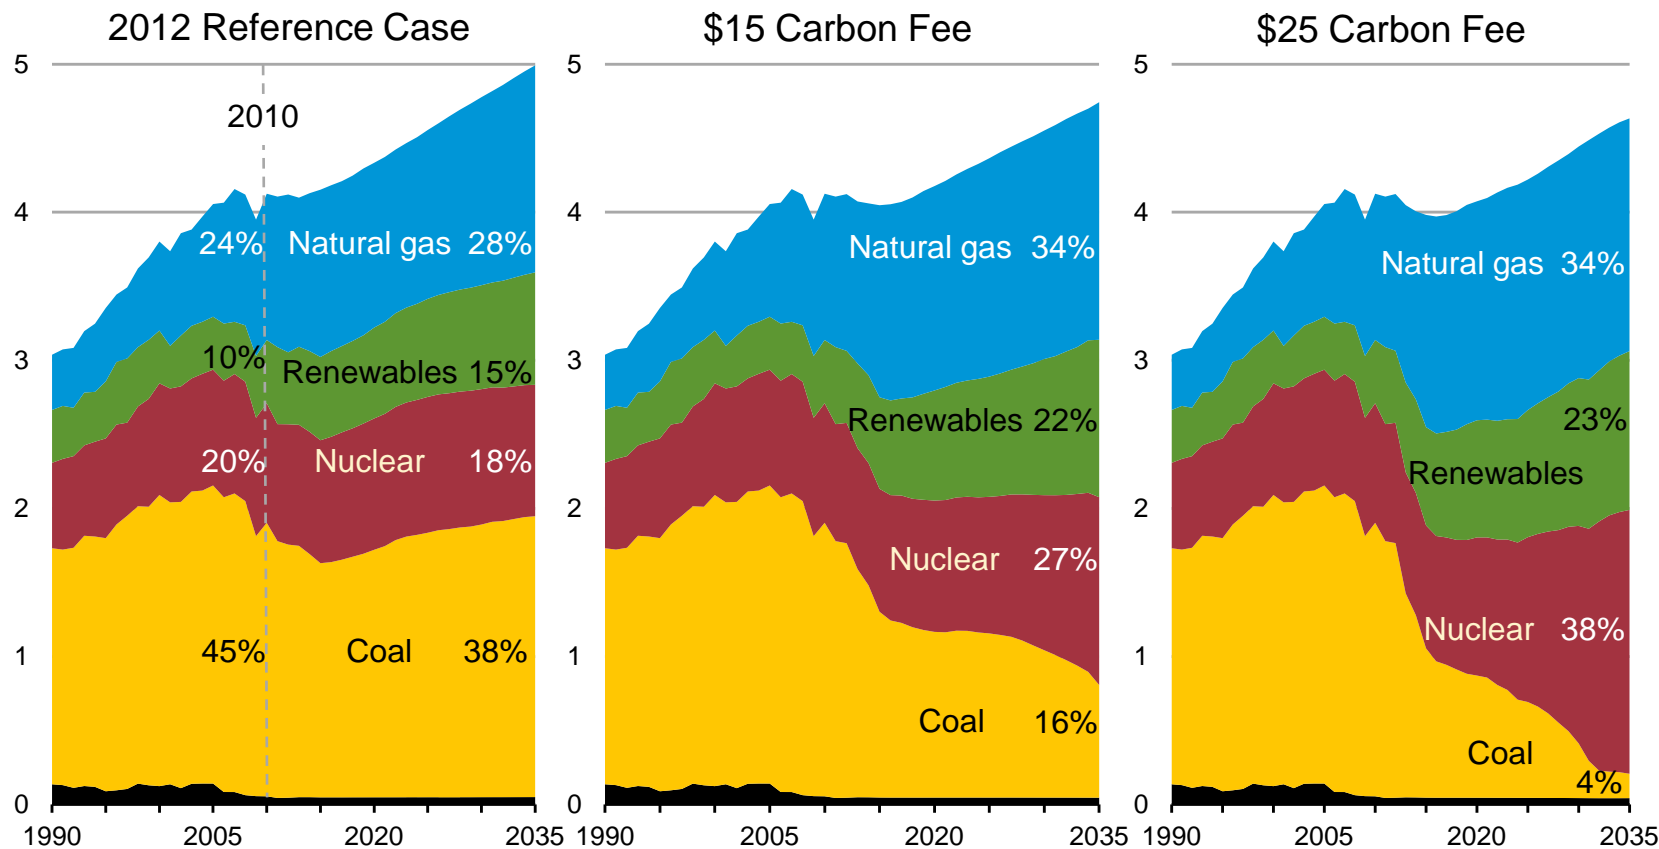 2012 Reference Case
$15 Carbon Fee
$25 Carbon Fee
5
5
5
2010
4
4
4
24% Natural gas 28%
Natural gas 34%
Natural gas 34%
3
3
3
10% Renewables 15%
Renewables 22%
23%
Renewables
20% Nuclear 18%
2
2
2
Nuclear 27%
Nuclear 38%
1
1
1
45% Coal 38%
Coal 16%
Coal
4%
0
0
0
1990 2005 2020 2035
1990 2005 2020 2035
1990 2005 2020 2035